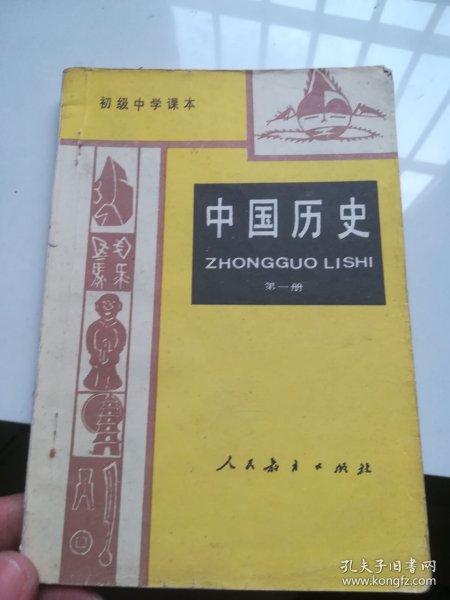 初级中学课本
中国历史
ZHONGGUO LISHI
第一册
人民教育出版社
孔夫子旧书网
www.kongfz.com